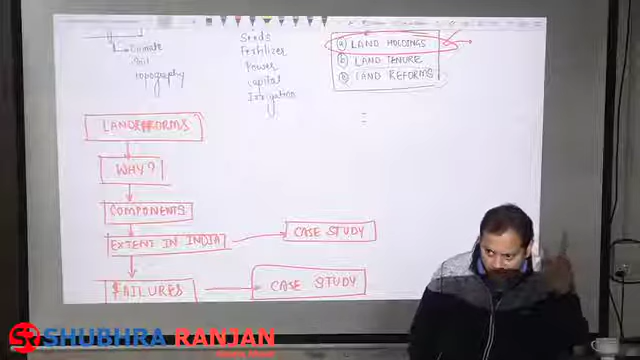 Climate
Soil
topography
Seeds
Fertilizer
Power
Capital
Irrigation
(a) LAND HOLDINGS
(b) LAND TENURE
(b) LAND REFORMS
LAND REFORMS
WHY?
COMPONENTS
EXTENT IN INDIA
CASE STUDY
FAILURES
CASE STUDY
SHUBHRA RANJAN